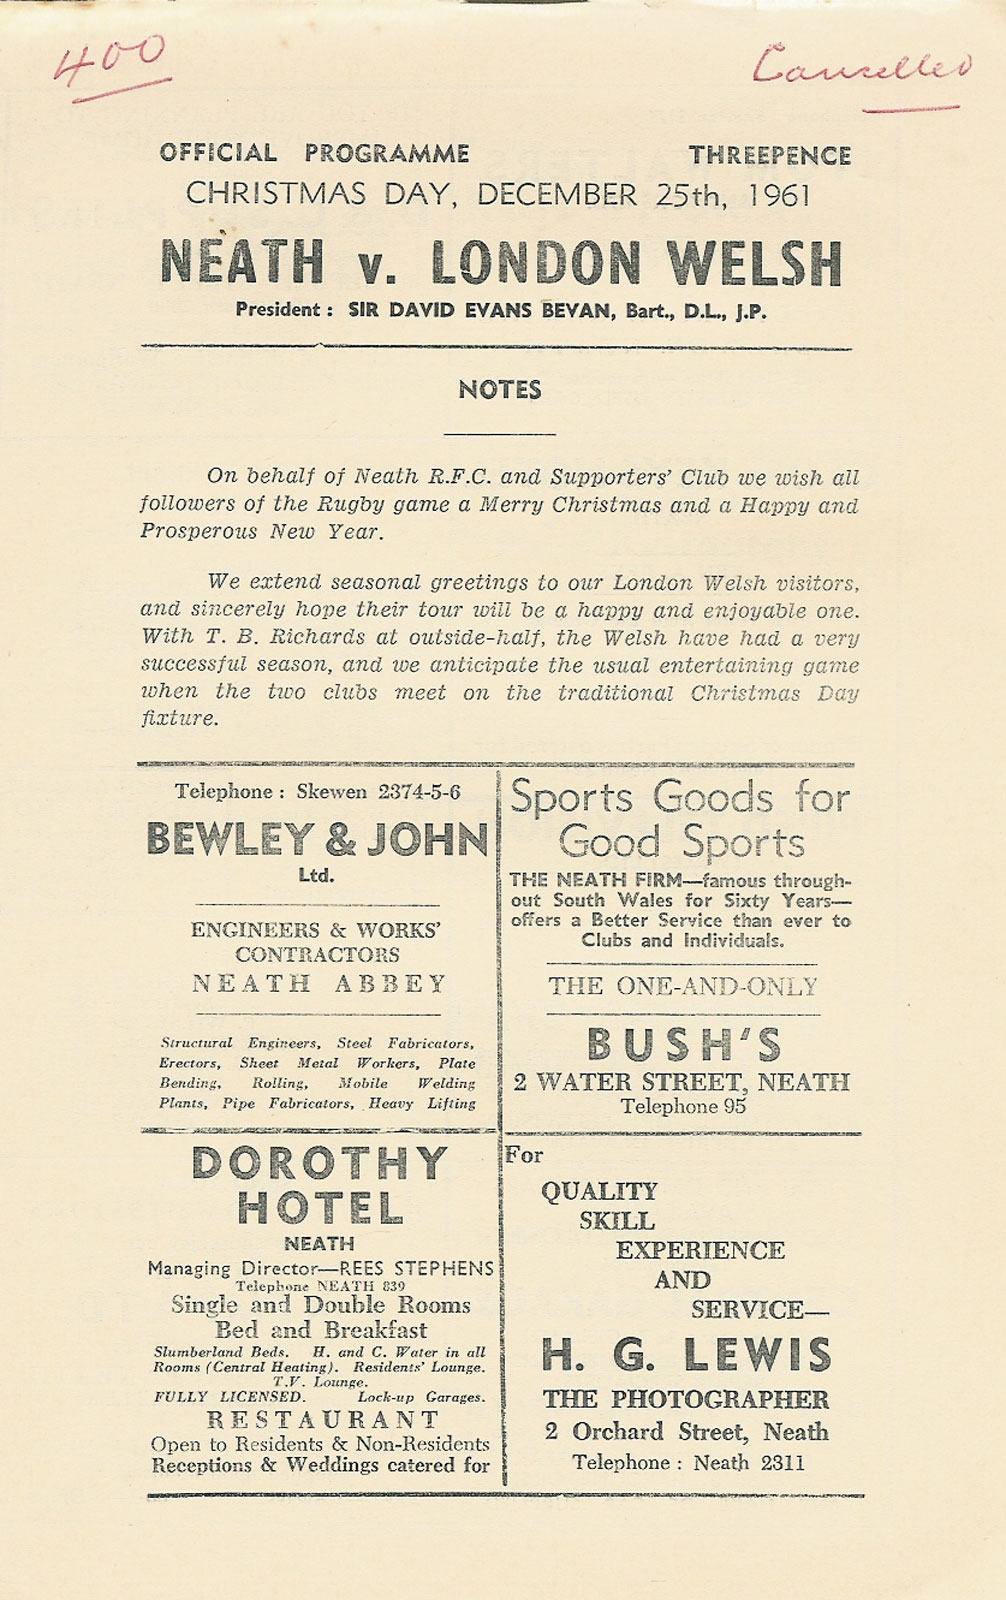 400
Cancelled
OFFICIAL PROGRAMME THREEPENCE
CHRISTMAS DAY, DECEMBER 25th, 1961
NEATH v. LONDON WELSH
President : SIR DAVID EVANS BEVAN, Bart., D.L., J.P.
NOTES
On behalf of Neath R.F.C. and Supporters' Club we wish all
followers of the Rugby game a Merry Christmas and a Happy and
Prosperous New Year.
We extend seasonal greetings to our London Welsh visitors,
and sincerely hope their tour will be a happy and enjoyable one.
With T. B. Richards at outside-half, the Welsh have had a very
successful season, and we anticipate the usual entertaining game
when the two clubs meet on the traditional Christmas Day
fixture.
Telephone : Skewen 2374-5-6
BEWLEY & JOHN
Ltd.
ENGINEERS & WORKS'
CONTRACTORS
NEATH ABBEY
Structural Engineers, Steel Fabricators,
Erectors, Sheet Metal Workers, Plate
Bending, Rolling, Mobile Welding
Plants, Pipe Fabricators, Heavy Lifting
Sports Goods for
Good Sports
THE NEATH FIRM—famous through-
out South Wales for Sixty Years—
offers a Better Service than ever to
Clubs and Individuals.
THE ONE-AND-ONLY
BUSH'S
2 WATER STREET, NEATH
Telephone 95
DOROTHY
HOTEL
NEATH
Managing Director—REES STEPHENS
Telephone NEATH 839
Single and Double Rooms
Bed and Breakfast
Slumberland Beds. H. and C. Water in all
Rooms (Central Heating). Residents' Lounge.
T.V. Lounge.
FULLY LICENSED. Lock-up Garages.
RESTAURANT
Open to Residents & Non-Residents
Receptions & Weddings catered for
For
QUALITY
SKILL
EXPERIENCE
AND
SERVICE—
H. G. LEWIS
THE PHOTOGRAPHER
2 Orchard Street, Neath
Telephone : Neath 2311